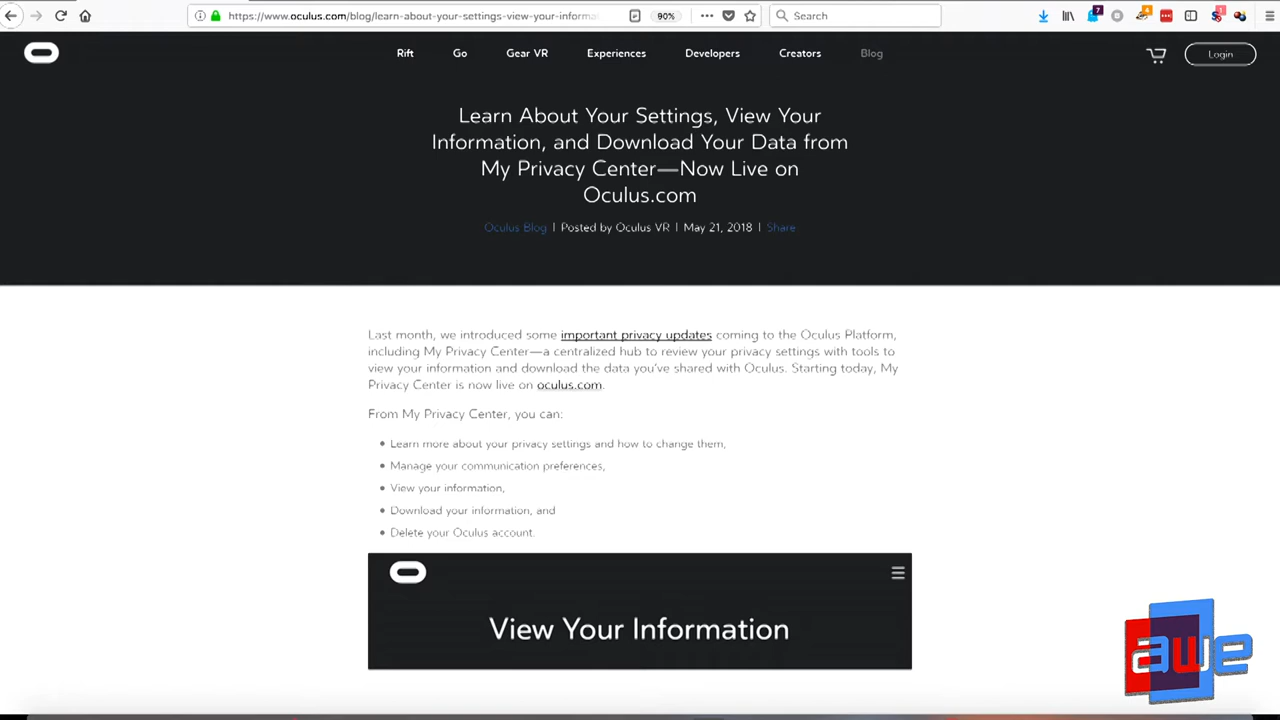 https://www.oculus.com/blog/learn-about-your-settings-view-your-informa
90%
Search
7
4
1
Rift
Go
Gear VR
Experiences
Developers
Creators
Blog
Login
Learn About Your Settings, View Your
Information, and Download Your Data from
My Privacy Center—Now Live on
Oculus.com
Oculus Blog | Posted by Oculus VR | May 21, 2018 | Share
Last month, we introduced some important privacy updates coming to the Oculus Platform,
including My Privacy Center—a centralized hub to review your privacy settings with tools to
view your information and download the data you've shared with Oculus. Starting today, My
Privacy Center is now live on oculus.com.
From My Privacy Center, you can:
• Learn more about your privacy settings and how to change them,
• Manage your communication preferences,
• View your information,
• Download your information, and
• Delete your Oculus account.
View Your Information
awe